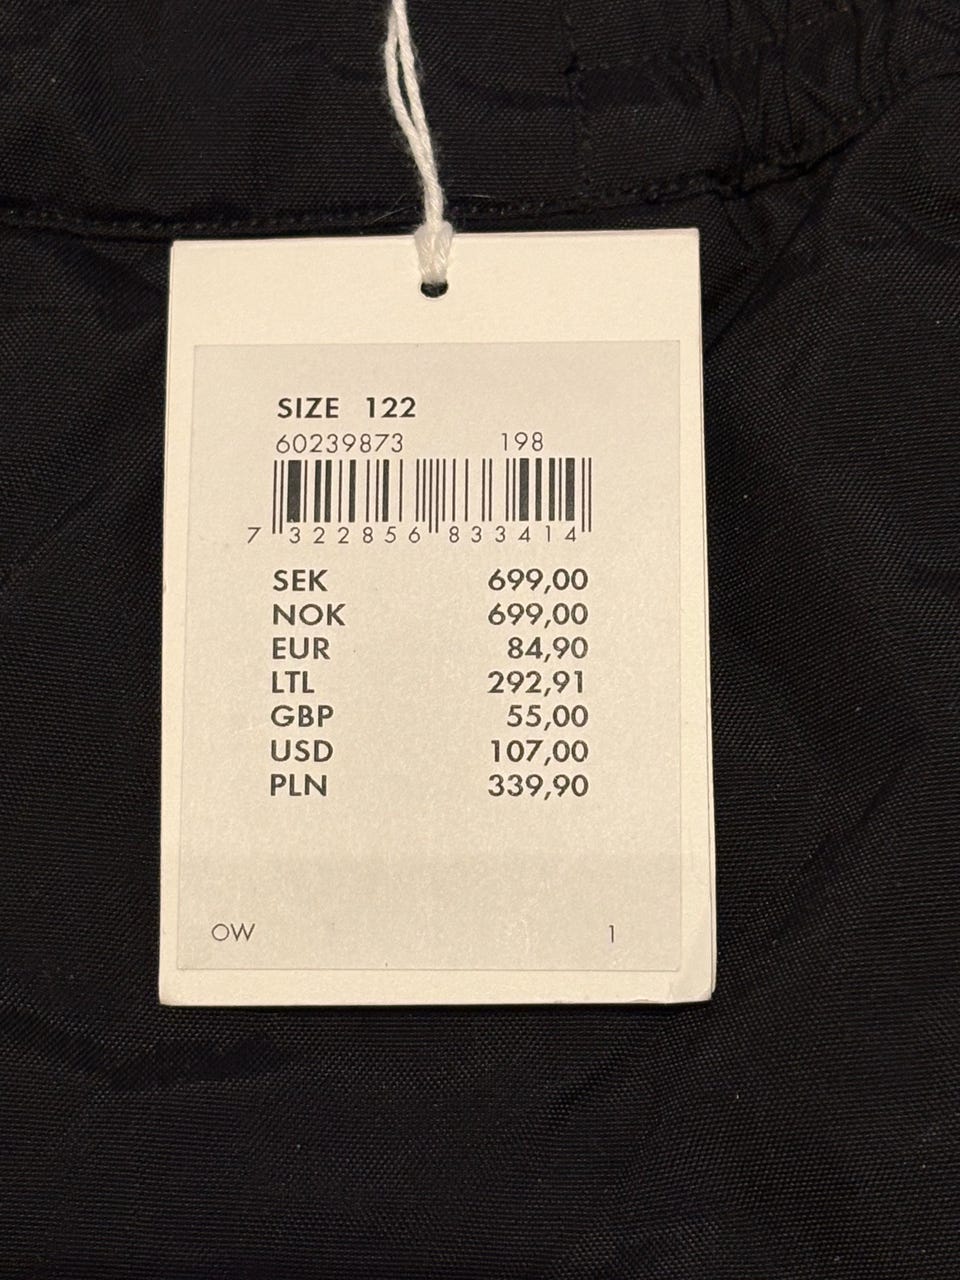 SIZE 122
60239873 198
7 322856 833414
SEK 699,00
NOK 699,00
EUR 84,90
LTL 292,91
GBP 55,00
USD 107,00
PLN 339,90
OW 1